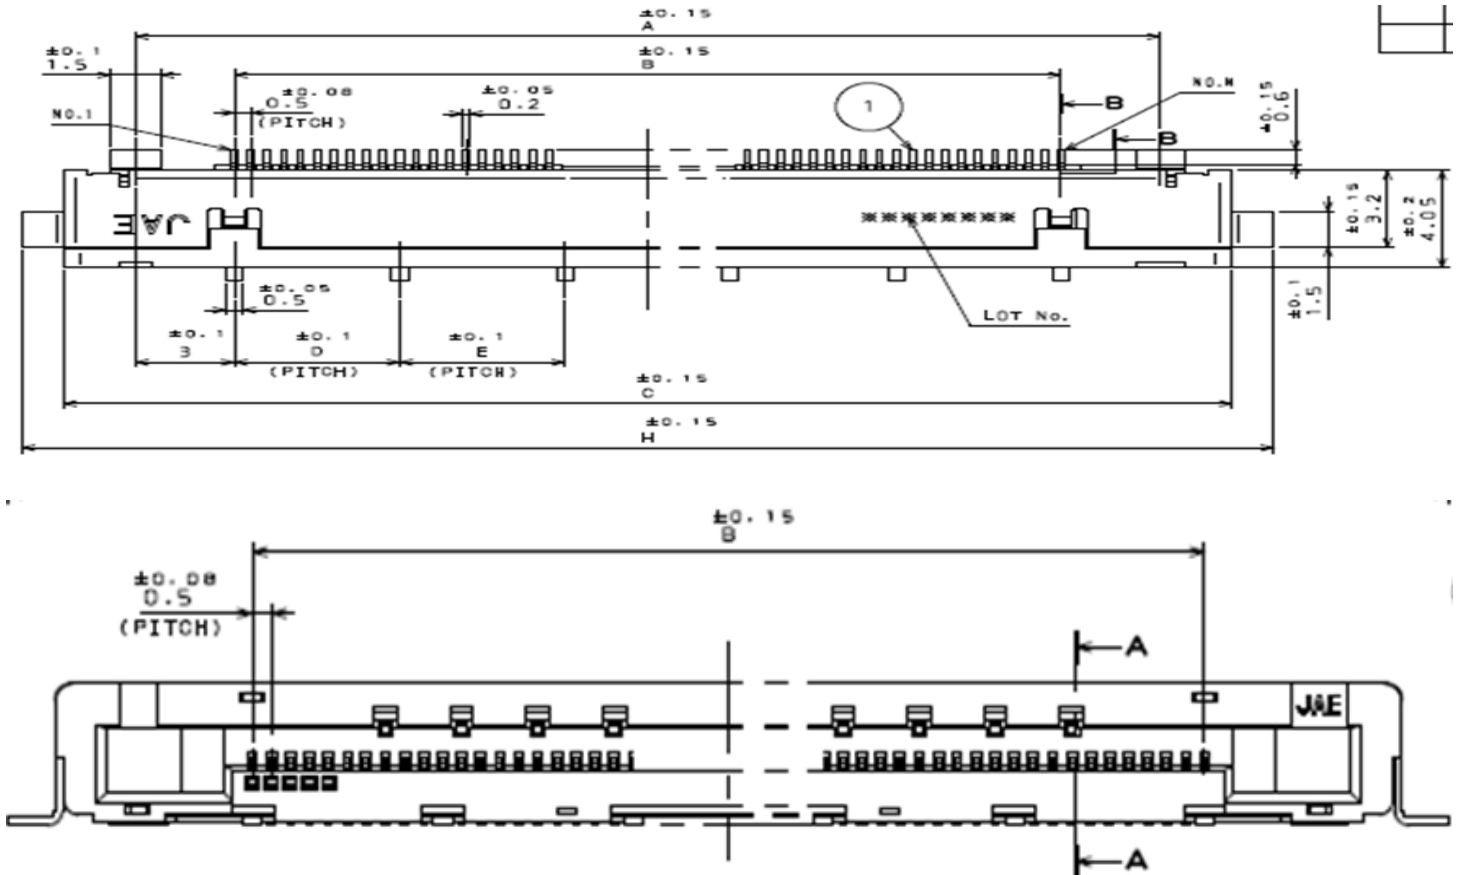 ±0.15
A
±0.1
1.5
±0.15
B
±0.08
0.5
(PITCH)
±0.05
0.2
NO.1
1
NO.N
B
B
±0.15
0.6
JAE
※※※※※※※※
±0.15
3.2
±0.2
4.05
±0.1
1.5
±0.05
0.5
LOT No.
±0.1
3
±0.1
D
(PITCH)
±0.1
E
(PITCH)
±0.15
C
±0.15
H
±0.15
B
±0.08
0.5
(PITCH)
A
JAE
A